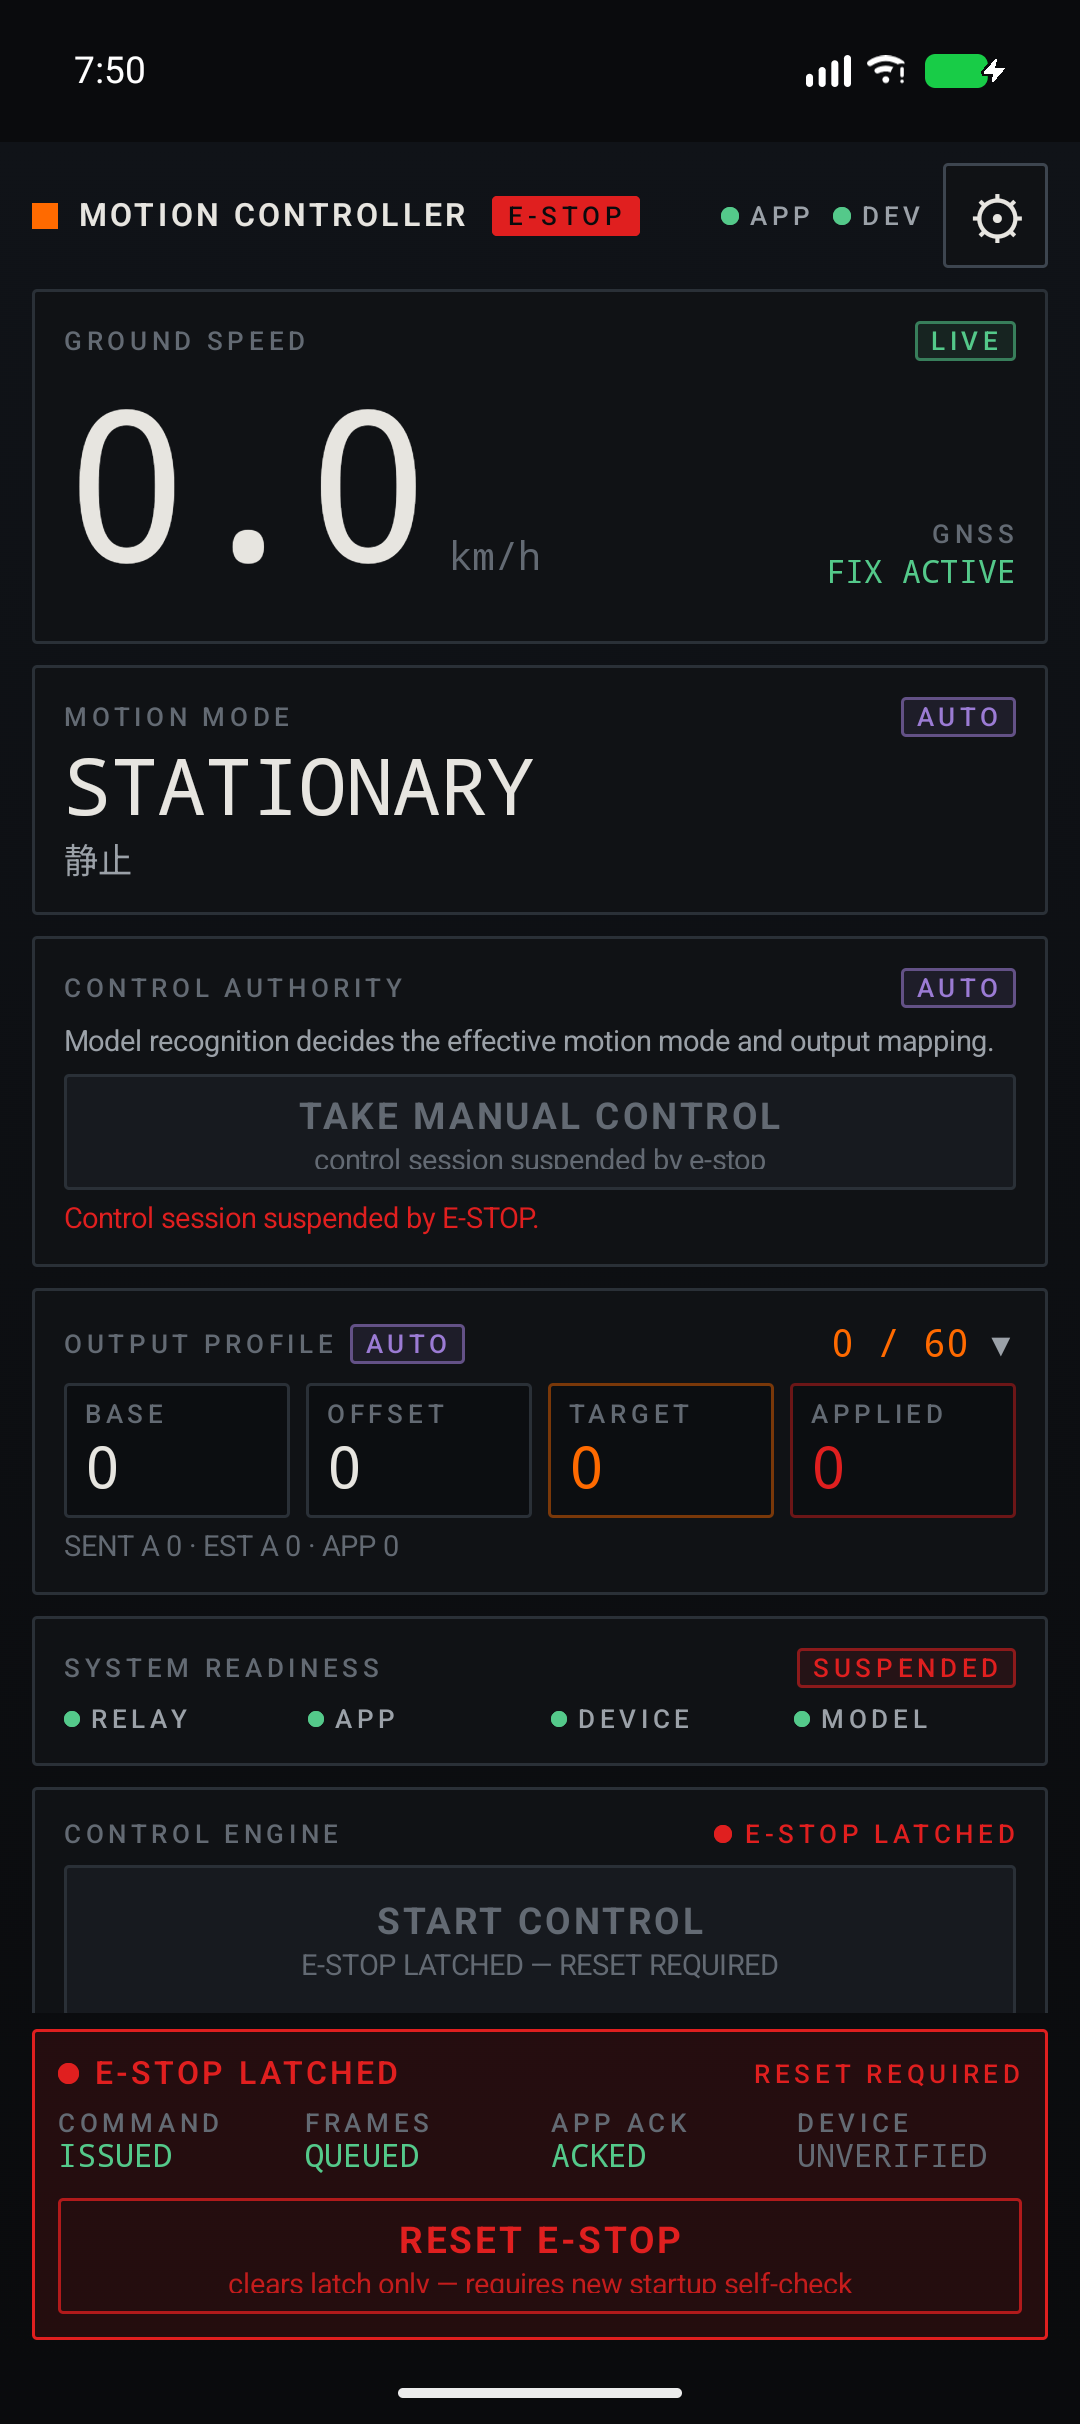 7:50
MOTION CONTROLLER E-STOP APP DEV
GROUND SPEED LIVE
0.0 km/h
GNSS
FIX ACTIVE
MOTION MODE AUTO
STATIONARY
静止
CONTROL AUTHORITY AUTO
Model recognition decides the effective motion mode and output mapping.
TAKE MANUAL CONTROL
control session suspended by e-stop
Control session suspended by E-STOP.
OUTPUT PROFILE AUTO 0 / 60 ▼
BASE OFFSET TARGET APPLIED
0 0 0 0
SENT A 0 · EST A 0 · APP 0
SYSTEM READINESS SUSPENDED
RELAY APP DEVICE MODEL
CONTROL ENGINE E-STOP LATCHED
START CONTROL
E-STOP LATCHED — RESET REQUIRED
E-STOP LATCHED RESET REQUIRED
COMMAND FRAMES APP ACK DEVICE
ISSUED QUEUED ACKED UNVERIFIED
RESET E-STOP
clears latch only — requires new startup self-check